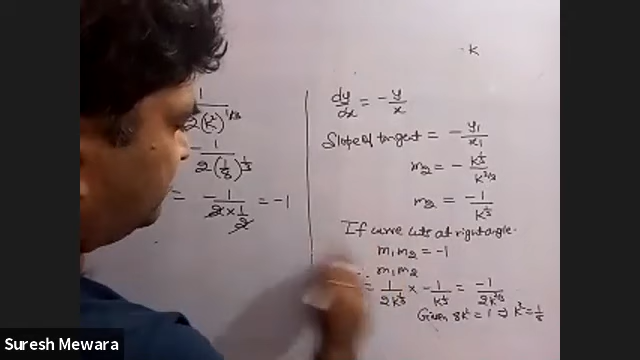 1
2(k²)^1/3
-1
2(1/8)^1/3
= -1/(2×1/2) = -1
-k
dy/dx = -y/x
Slope of tangent = -y₁/x₁
m₂ = -k^1/3/k^2/3
m₂ = -1/k^1/3
If curve cuts at right angle.
m₁m₂ = -1
m₁m₂
= 1/2k^1/3 × -1/k^1/3 = -1/2k^2/3
Given 8k² = 1 ⇒ k² = 1/8
Suresh Mewara